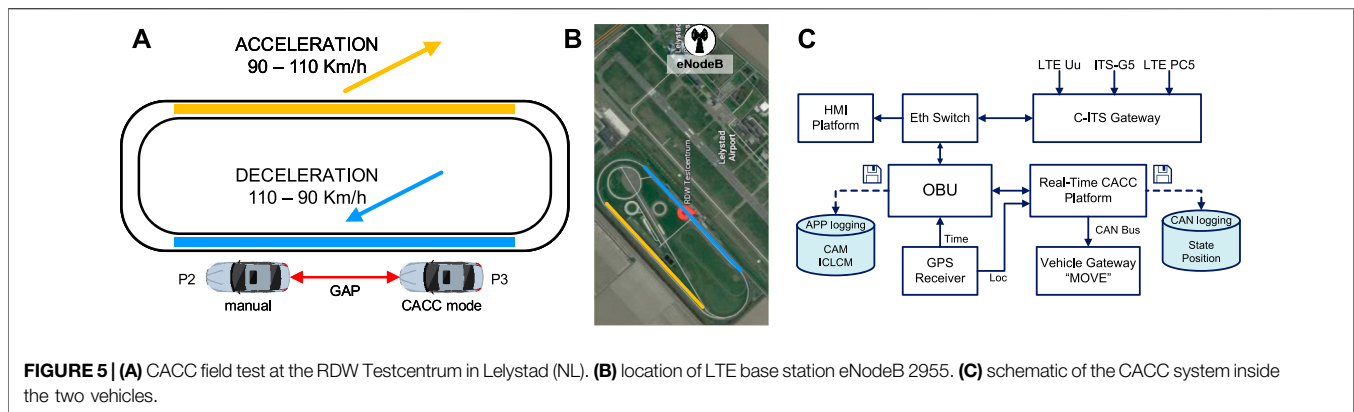 A
ACCELERATION
90 – 110 Km/h
DECELERATION
110 – 90 Km/h
P2
P3
GAP
manual
CACC mode
B
eNodeB
Lelystad
Lelystad
Airport
RDW Testcentrum
C
LTE Uu
ITS-G5
LTE PC5
HMI
Platform
Eth Switch
C-ITS Gateway
OBU
Real-Time CACC
Platform
APP logging
CAM
ICLCM
Time
CAN Bus
CAN logging
State
Position
GPS
Receiver
Loc
Vehicle Gateway
“MOVE”
FIGURE 5 | (A) CACC field test at the RDW Testcentrum in Lelystad (NL). (B) location of LTE base station eNodeB 2955. (C) schematic of the CACC system inside
the two vehicles.